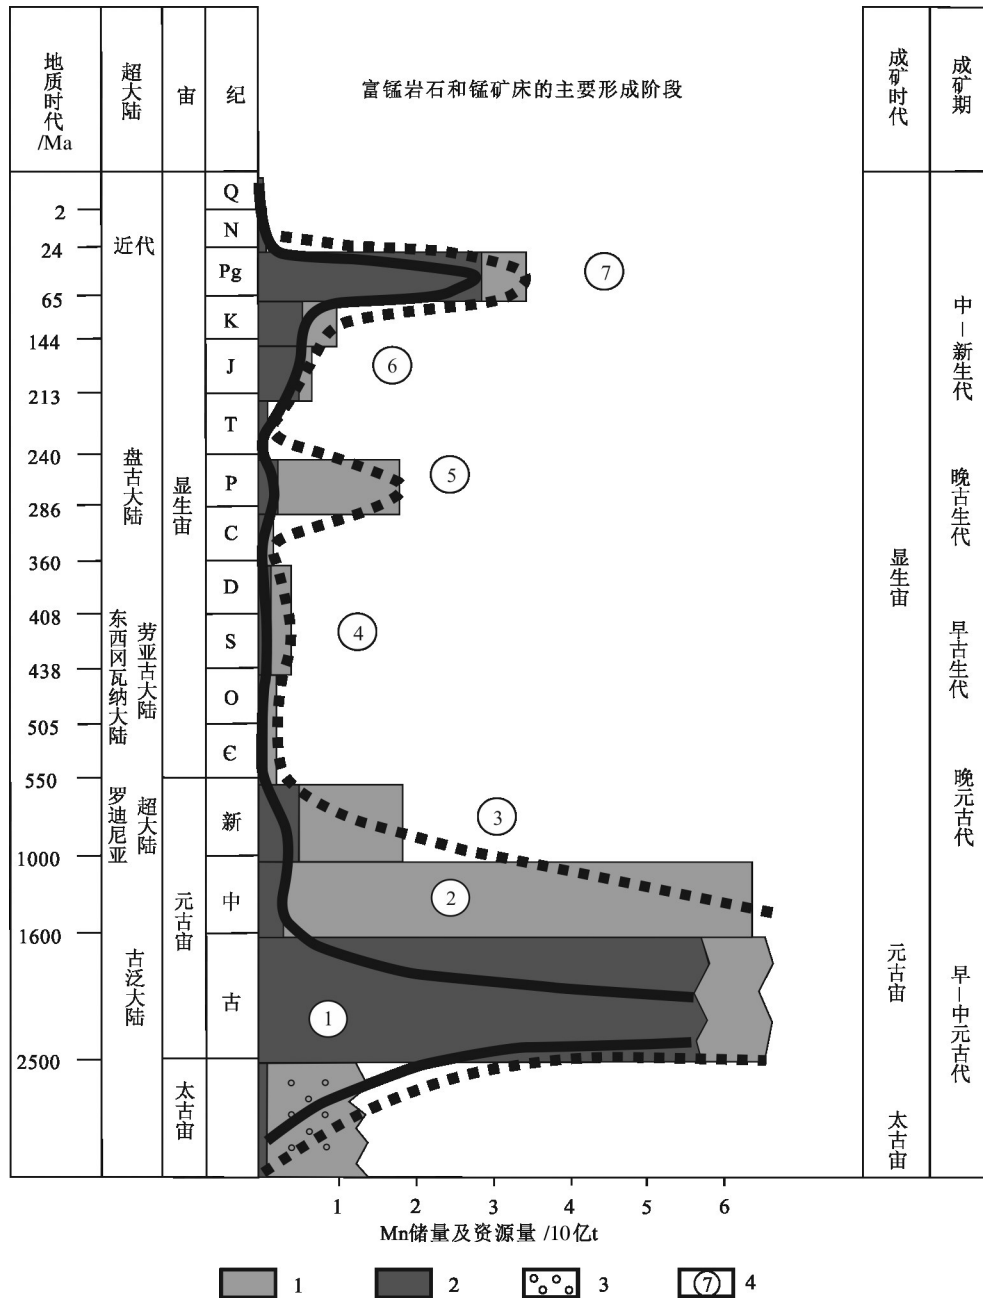 地质时代
/Ma
超大陆
宙
纪
富锰岩石和锰矿床的主要形成阶段
成矿时代
成矿期
2
24
65
144
213
240
286
360
408
438
505
550
1000
1600
2500
近代
盘古大陆
劳亚古大陆
东西冈瓦纳大陆
超大陆
罗迪尼亚
古泛大陆
显生宙
元古宙
太古宙
Q
N
Pg
K
J
T
P
C
D
S
O
Є
新
中
古
⑦
⑥
⑤
④
③
②
①
显生宙
元古宙
太古宙
中—新生代
晚古生代
早古生代
晚元古代
早—中元古代
1 2 3 4 5 6
Mn储量及资源量 /10亿t
1 2 3 ⑦ 4